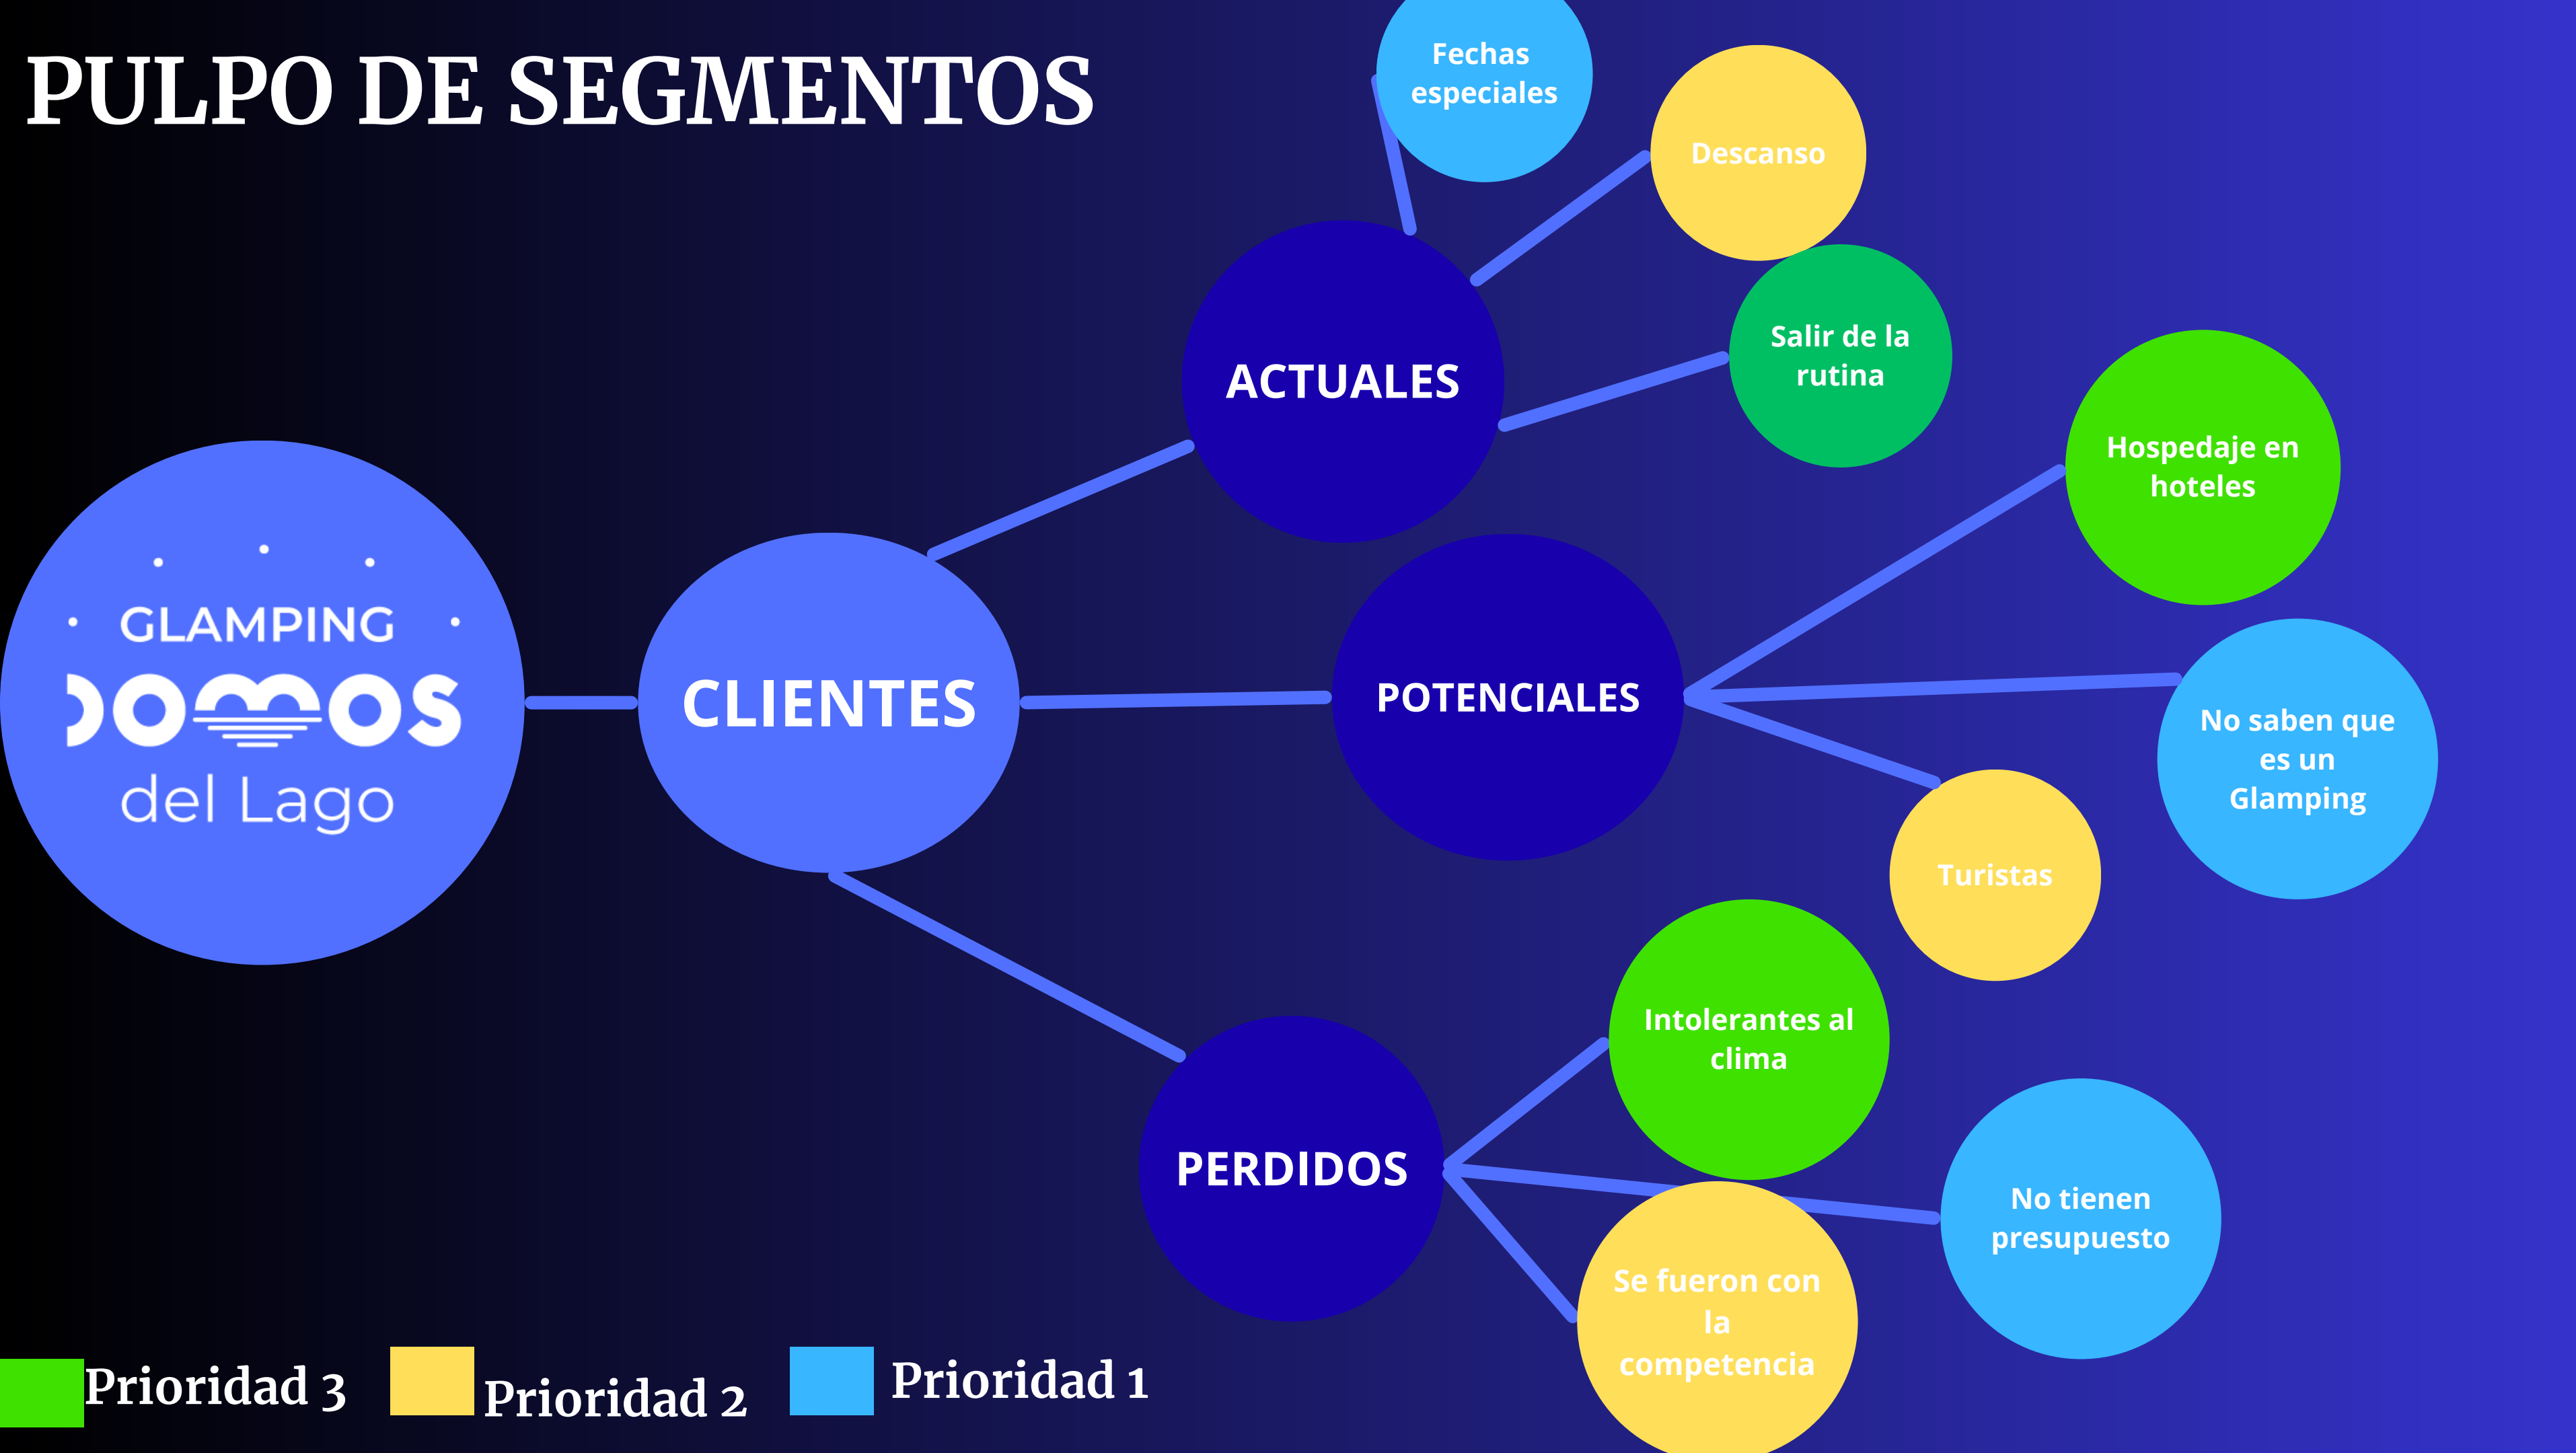 PULPO DE SEGMENTOS
Fechas
especiales
Descanso
Salir de la
rutina
ACTUALES
Hospedaje en
hoteles
GLAMPING
DOMOS
del Lago
CLIENTES
POTENCIALES
No saben que
es un
Glamping
Turistas
Intolerantes al
clima
PERDIDOS
No tienen
presupuesto
Se fueron con
la
competencia
Prioridad 3
Prioridad 2
Prioridad 1